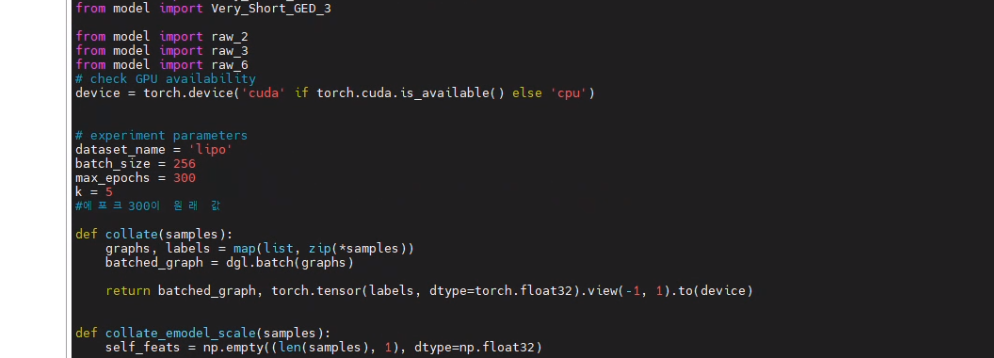 from model import Very_Short_GED_3
from model import raw_2
from model import raw_3
from model import raw_6
# check GPU availability
device = torch.device('cuda' if torch.cuda.is_available() else 'cpu')
# experiment parameters
dataset_name = 'lipo'
batch_size = 256
max_epochs = 300
k = 5
#에 프 크 300이 원 래 값
def collate(samples):
    graphs, labels = map(list, zip(*samples))
    batched_graph = dgl.batch(graphs)
    return batched_graph, torch.tensor(labels, dtype=torch.float32).view(-1, 1).to(device)
def collate_emodel_scale(samples):
    self_feats = np.empty((len(samples), 1), dtype=np.float32)